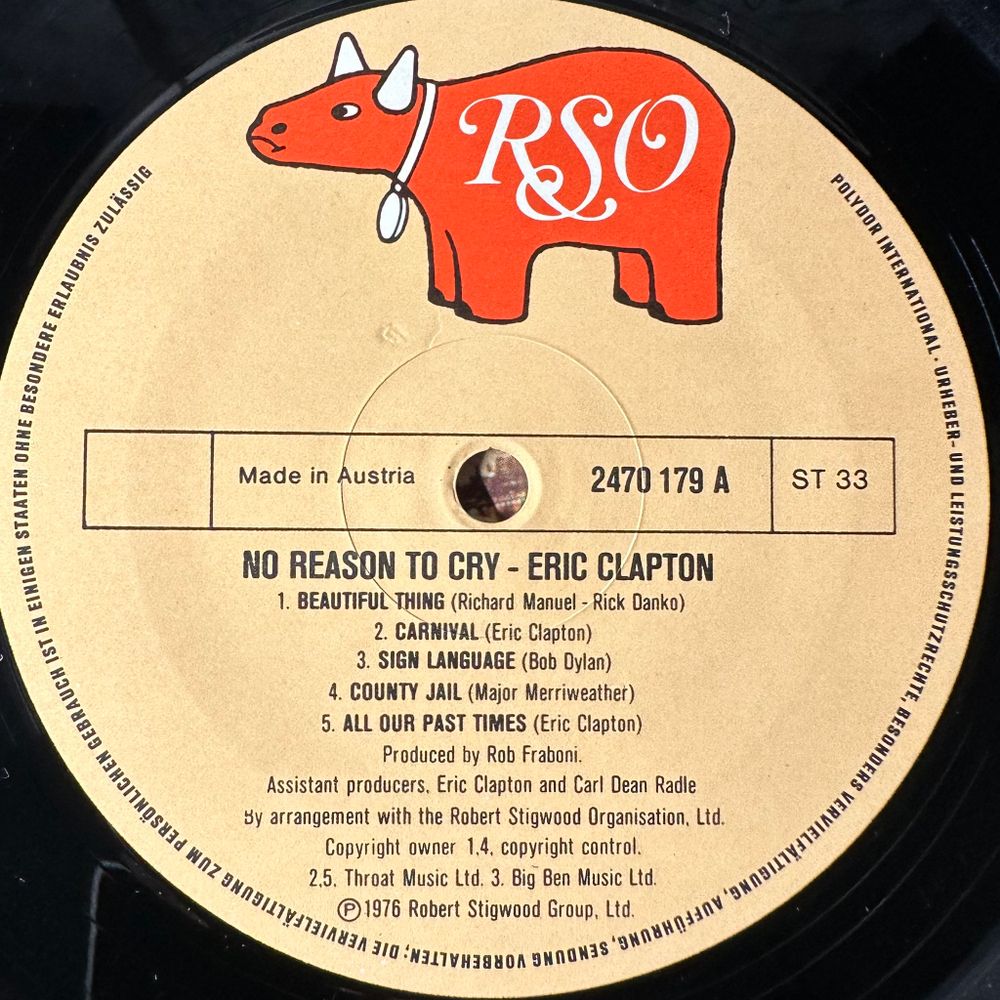 RSO
Made in Austria
2470 179 A
ST 33
NO REASON TO CRY - ERIC CLAPTON
1. BEAUTIFUL THING (Richard Manuel - Rick Danko)
2. CARNIVAL (Eric Clapton)
3. SIGN LANGUAGE (Bob Dylan)
4. COUNTY JAIL (Major Merriweather)
5. ALL OUR PAST TIMES (Eric Clapton)
Produced by Rob Fraboni.
Assistant producers, Eric Clapton and Carl Dean Radle
By arrangement with the Robert Stigwood Organisation, Ltd.
Copyright owner 1,4, copyright control.
2,5, Throat Music Ltd. 3. Big Ben Music Ltd.
Ⓟ 1976 Robert Stigwood Group, Ltd.
POLYDOR INTERNATIONAL · URHEBER- UND LEISTUNGSSCHUTZRECHTE, BESONDERS VERVIELFÄLTIGUNG, AUFFÜHRUNG, SENDUNG VORBEHALTEN; DIE VERVIELFÄLTIGUNG ZUM PERSÖNLICHEN GEBRAUCH IST IN EINIGEN STAATEN OHNE BESONDERE ERLAUBNIS ZULÄSSIG